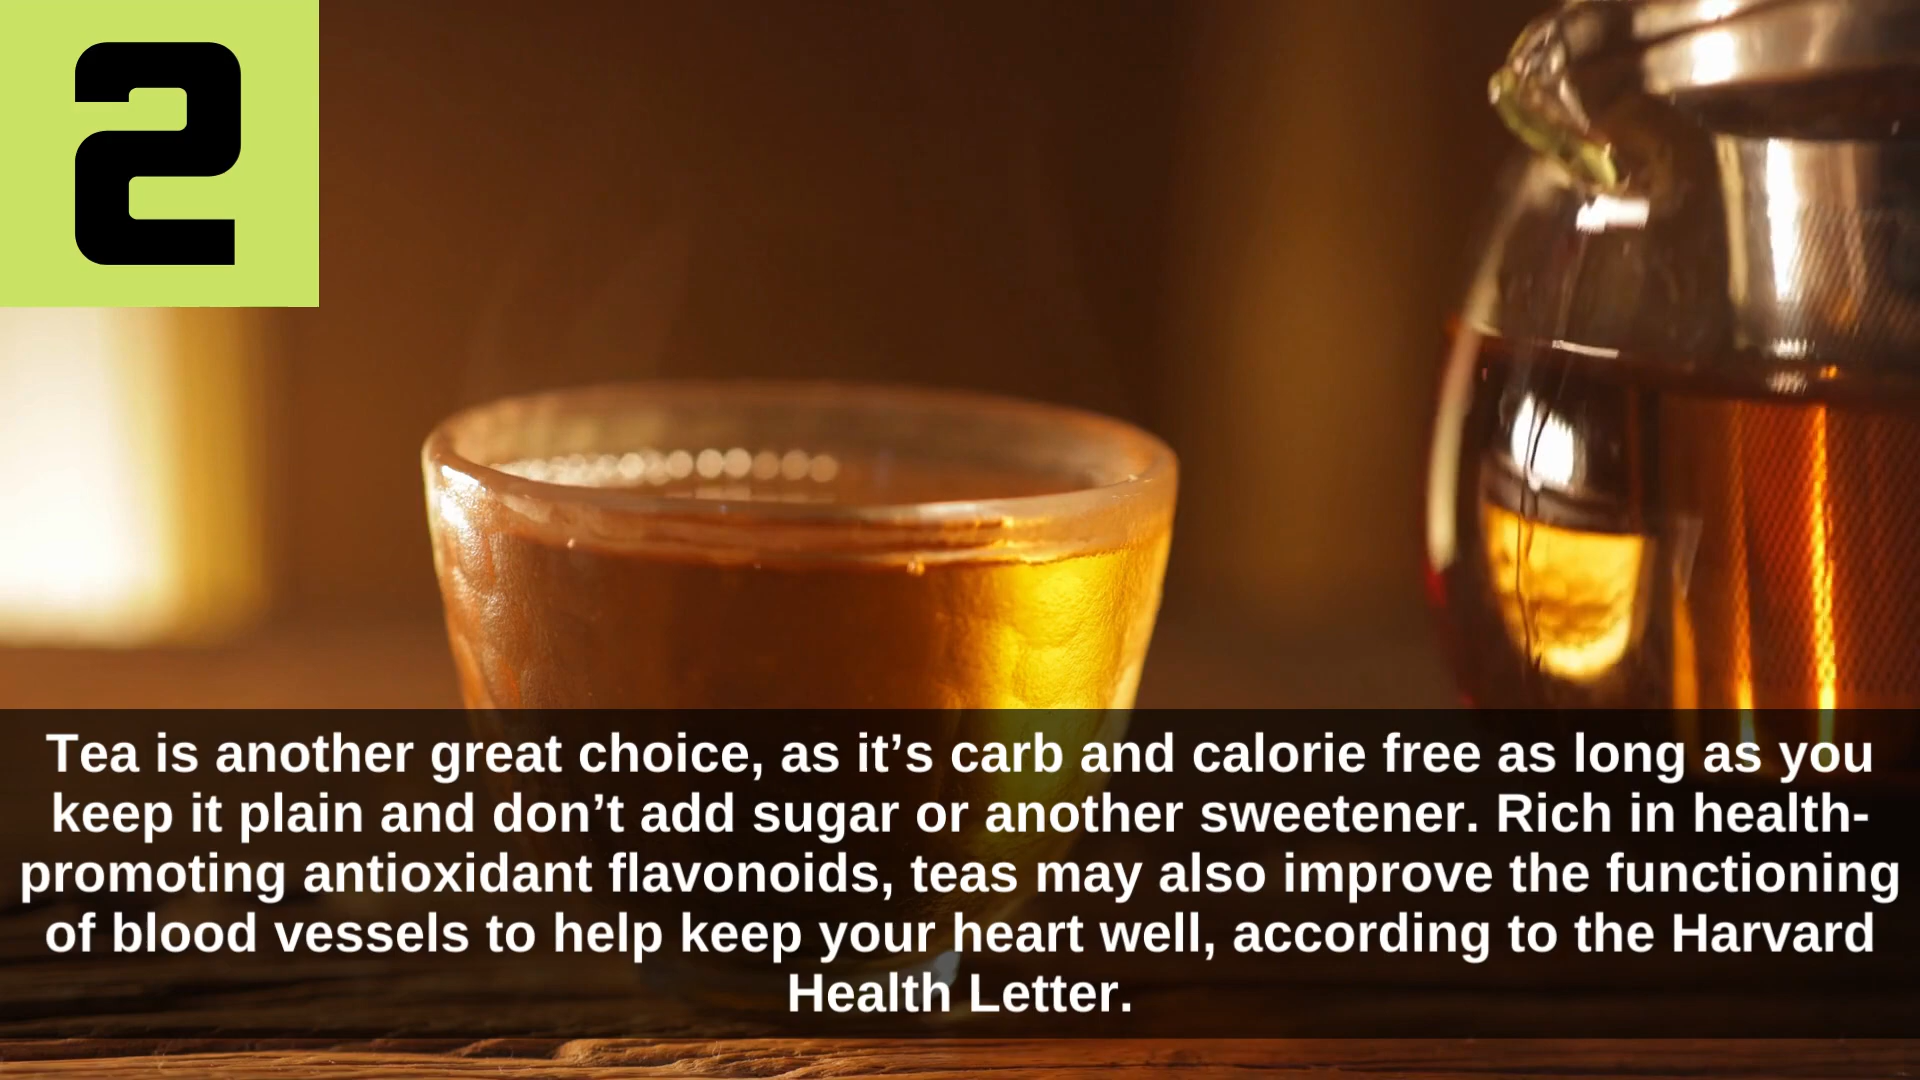 2
Tea is another great choice, as it’s carb and calorie free as long as you
keep it plain and don’t add sugar or another sweetener. Rich in health-
promoting antioxidant flavonoids, teas may also improve the functioning
of blood vessels to help keep your heart well, according to the Harvard
Health Letter.